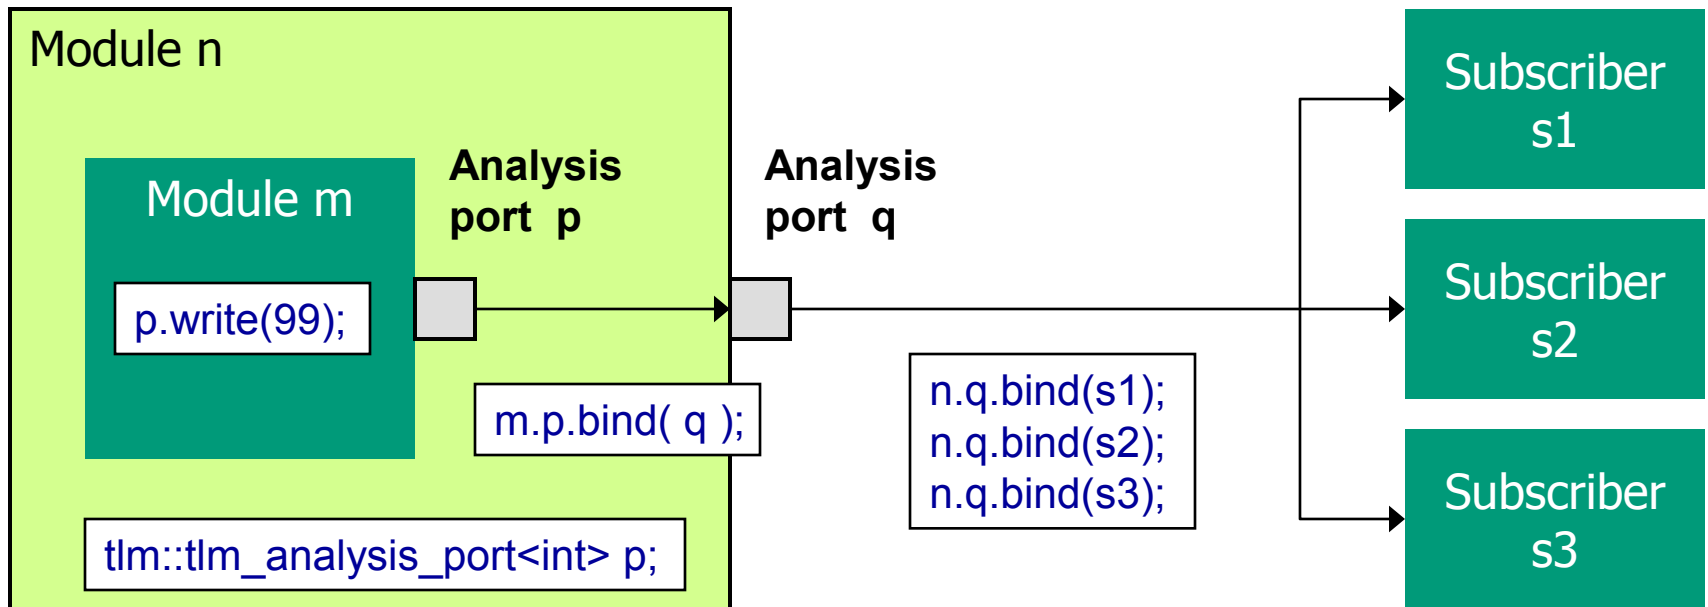 Module n
Module m
p.write(99);
Analysis
port p
m.p.bind( q );
tlm::tlm_analysis_port<int> p;
Analysis
port q
n.q.bind(s1);
n.q.bind(s2);
n.q.bind(s3);
Subscriber
s1
Subscriber
s2
Subscriber
s3